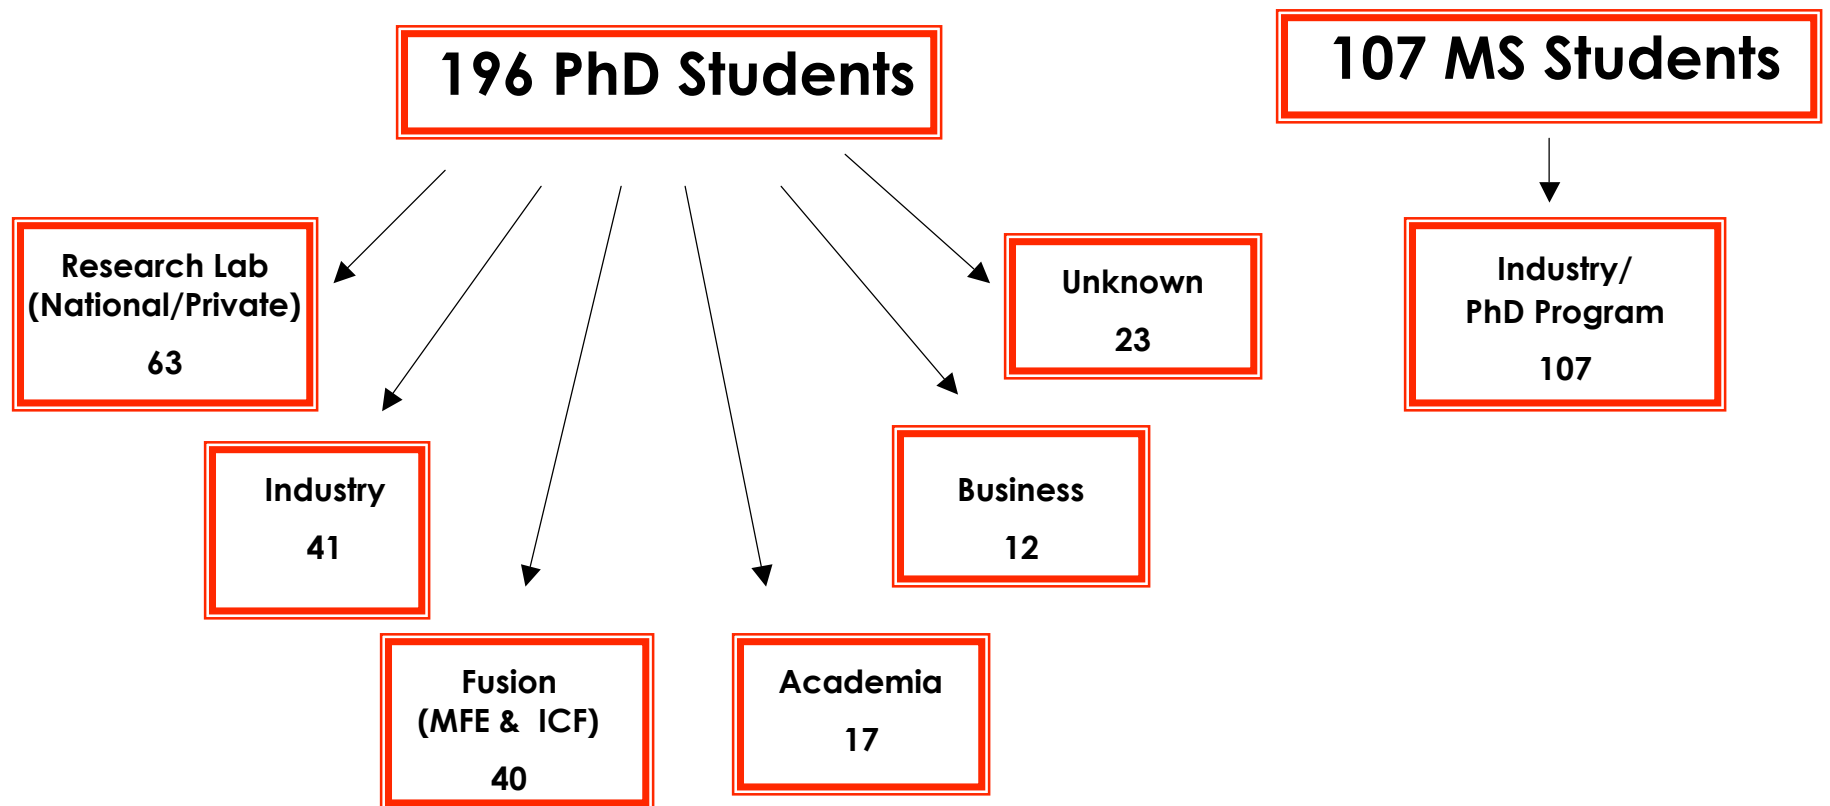 196 PhD Students
107 MS Students
Research Lab
(National/Private)
63
Industry
41
Fusion
(MFE & ICF)
40
Academia
17
Business
12
Unknown
23
Industry/
PhD Program
107